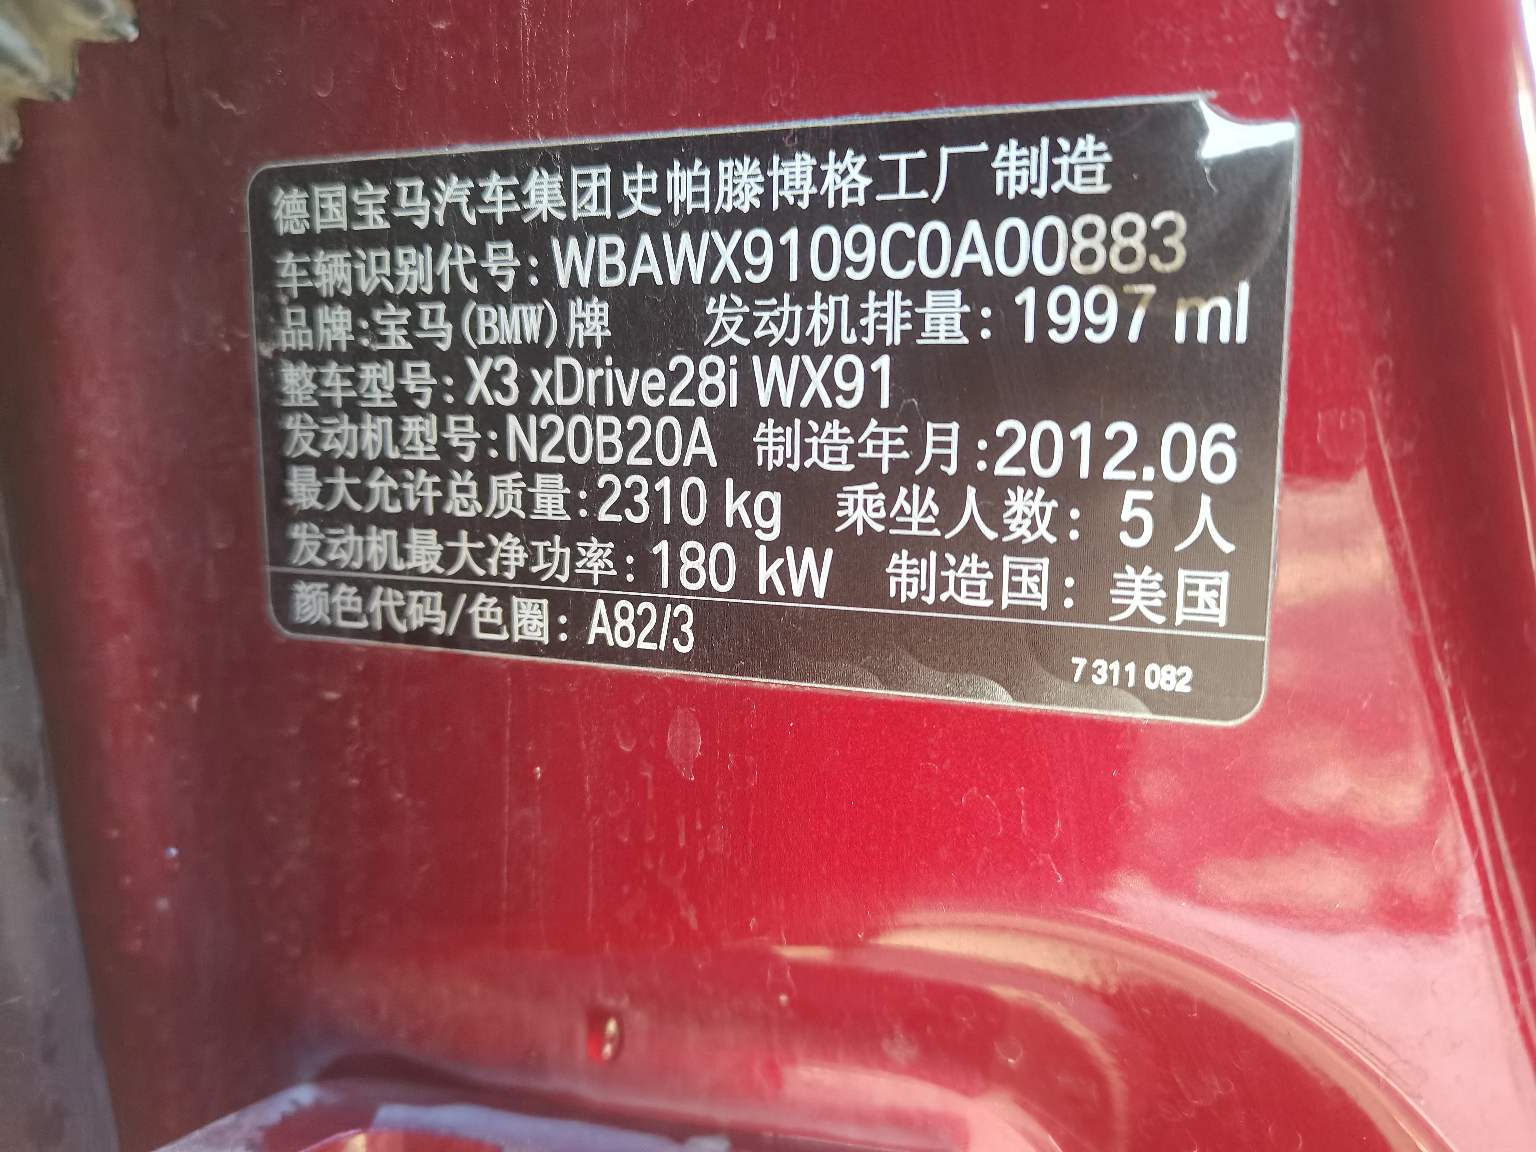 德国宝马汽车集团史帕滕博格工厂制造
车辆识别代号: WBAWX9109C0A00883
品牌:宝马(BMW)牌 发动机排量: 1997 ml
整车型号: X3 xDrive28i WX91
发动机型号: N20B20A 制造年月:2012.06
最大允许总质量: 2310 kg 乘坐人数: 5 人
发动机最大净功率: 180 kW 制造国: 美国
颜色代码/色圈: A82/3
7 311 082